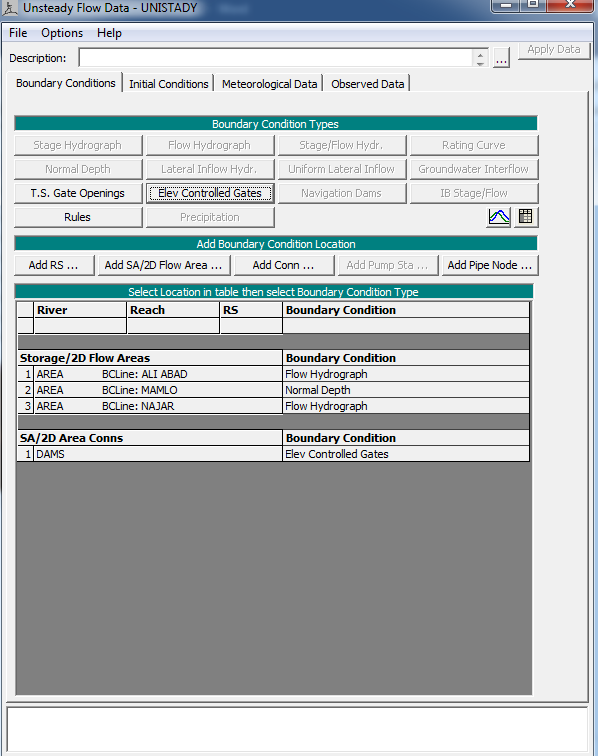 Unsteady Flow Data - UNISTADY
File Options Help
Description: ... Apply Data
Boundary Conditions Initial Conditions Meteorological Data Observed Data
Boundary Condition Types
Stage Hydrograph Flow Hydrograph Stage/Flow Hydr. Rating Curve
Normal Depth Lateral Inflow Hydr. Uniform Lateral Inflow Groundwater Interflow
T.S. Gate Openings Elev Controlled Gates Navigation Dams IB Stage/Flow
Rules Precipitation
Add Boundary Condition Location
Add RS ... Add SA/2D Flow Area ... Add Conn ... Add Pump Sta ... Add Pipe Node ...
Select Location in table then select Boundary Condition Type
River Reach RS Boundary Condition
Storage/2D Flow Areas Boundary Condition
1 AREA BCLine: ALI ABAD Flow Hydrograph
2 AREA BCLine: MAMLO Normal Depth
3 AREA BCLine: NAJAR Flow Hydrograph
SA/2D Area Conns Boundary Condition
1 DAMS Elev Controlled Gates